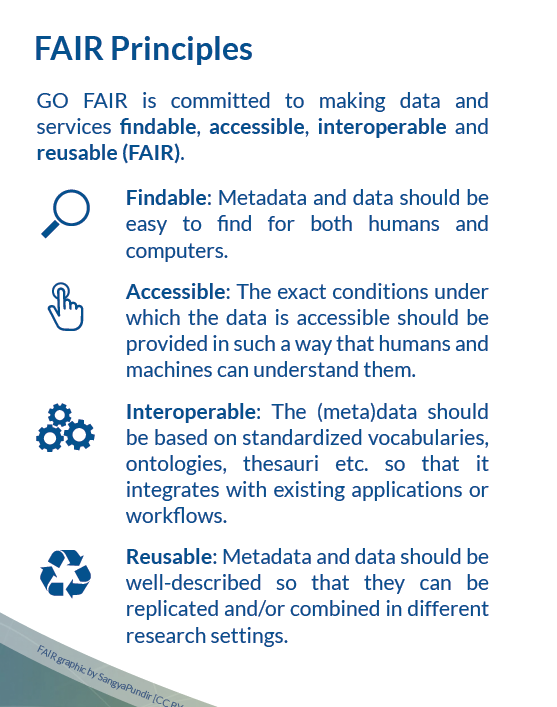 FAIR Principles
GO FAIR is committed to making data and
services findable, accessible, interoperable and
reusable (FAIR).
Findable: Metadata and data should be
easy to find for both humans and
computers.
Accessible: The exact conditions under
which the data is accessible should be
provided in such a way that humans and
machines can understand them.
Interoperable: The (meta)data should
be based on standardized vocabularies,
ontologies, thesauri etc. so that it
integrates with existing applications or
workflows.
Reusable: Metadata and data should be
well-described so that they can be
replicated and/or combined in different
research settings.
FAIR graphic by SangyaPundir [CC BY